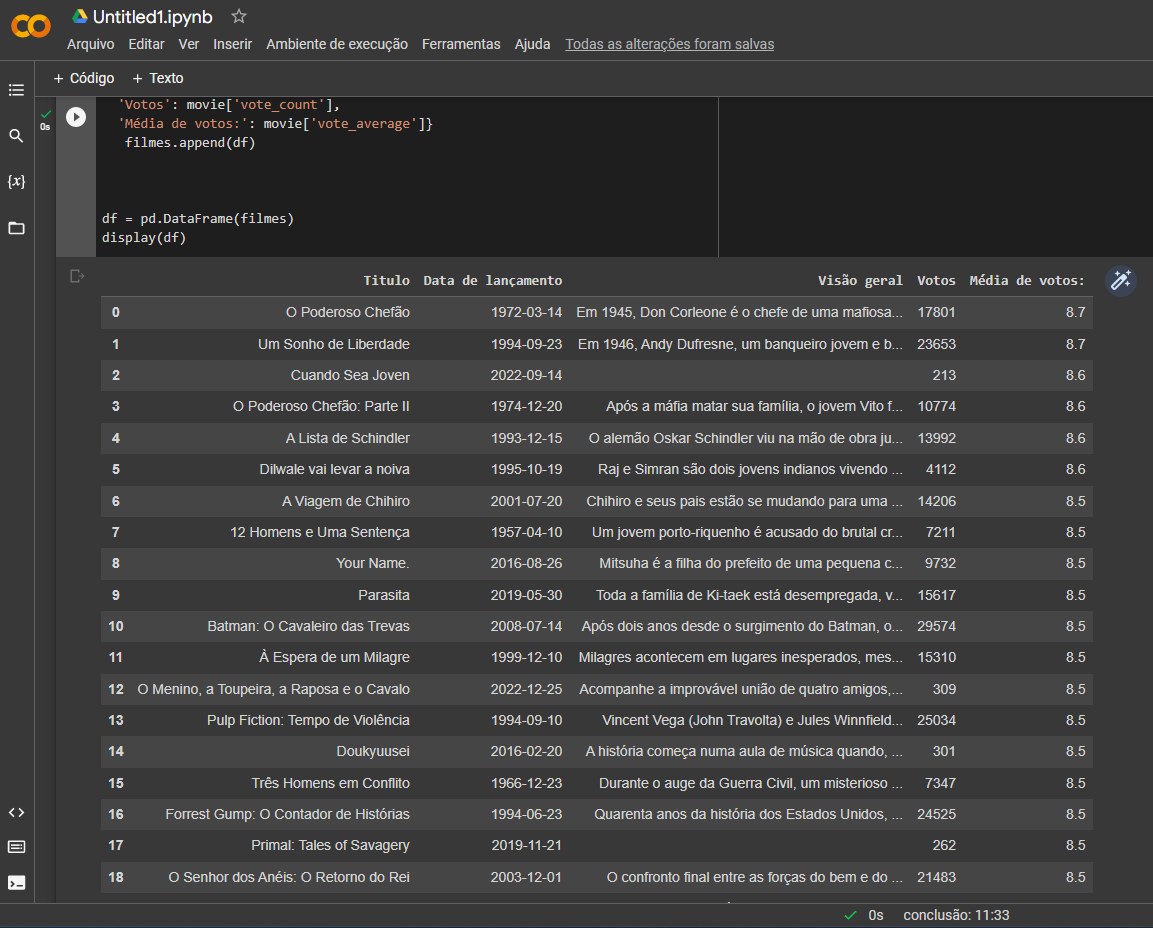 Untitled1.ipynb
Arquivo Editar Ver Inserir Ambiente de execução Ferramentas Ajuda Todas as alterações foram salvas
+ Código + Texto
0s
'Votos': movie['vote_count'],
'Média de votos:': movie['vote_average']}
filmes.append(df)
df = pd.DataFrame(filmes)
display(df)
Titulo Data de lançamento Visão geral Votos Média de votos:
0 O Poderoso Chefão 1972-03-14 Em 1945, Don Corleone é o chefe de uma mafiosa... 17801 8.7
1 Um Sonho de Liberdade 1994-09-23 Em 1946, Andy Dufresne, um banqueiro jovem e b... 23653 8.7
2 Cuando Sea Joven 2022-09-14 213 8.6
3 O Poderoso Chefão: Parte II 1974-12-20 Após a máfia matar sua família, o jovem Vito f... 10774 8.6
4 A Lista de Schindler 1993-12-15 O alemão Oskar Schindler viu na mão de obra ju... 13992 8.6
5 Dilwale vai levar a noiva 1995-10-19 Raj e Simran são dois jovens indianos vivendo ... 4112 8.6
6 A Viagem de Chihiro 2001-07-20 Chihiro e seus pais estão se mudando para uma ... 14206 8.5
7 12 Homens e Uma Sentença 1957-04-10 Um jovem porto-riquenho é acusado do brutal cr... 7211 8.5
8 Your Name. 2016-08-26 Mitsuha é a filha do prefeito de uma pequena c... 9732 8.5
9 Parasita 2019-05-30 Toda a família de Ki-taek está desempregada, v... 15617 8.5
10 Batman: O Cavaleiro das Trevas 2008-07-14 Após dois anos desde o surgimento do Batman, o... 29574 8.5
11 À Espera de um Milagre 1999-12-10 Milagres acontecem em lugares inesperados, mes... 15310 8.5
12 O Menino, a Toupeira, a Raposa e o Cavalo 2022-12-25 Acompanhe a improvável união de quatro amigos,... 309 8.5
13 Pulp Fiction: Tempo de Violência 1994-09-10 Vincent Vega (John Travolta) e Jules Winnfield... 25034 8.5
14 Doukyuusei 2016-02-20 A história começa numa aula de música quando, ... 301 8.5
15 Três Homens em Conflito 1966-12-23 Durante o auge da Guerra Civil, um misterioso ... 7347 8.5
16 Forrest Gump: O Contador de Histórias 1994-06-23 Quarenta anos da história dos Estados Unidos, ... 24525 8.5
17 Primal: Tales of Savagery 2019-11-21 262 8.5
18 O Senhor dos Anéis: O Retorno do Rei 2003-12-01 O confronto final entre as forças do bem e do ... 21483 8.5
0s conclusão: 11:33